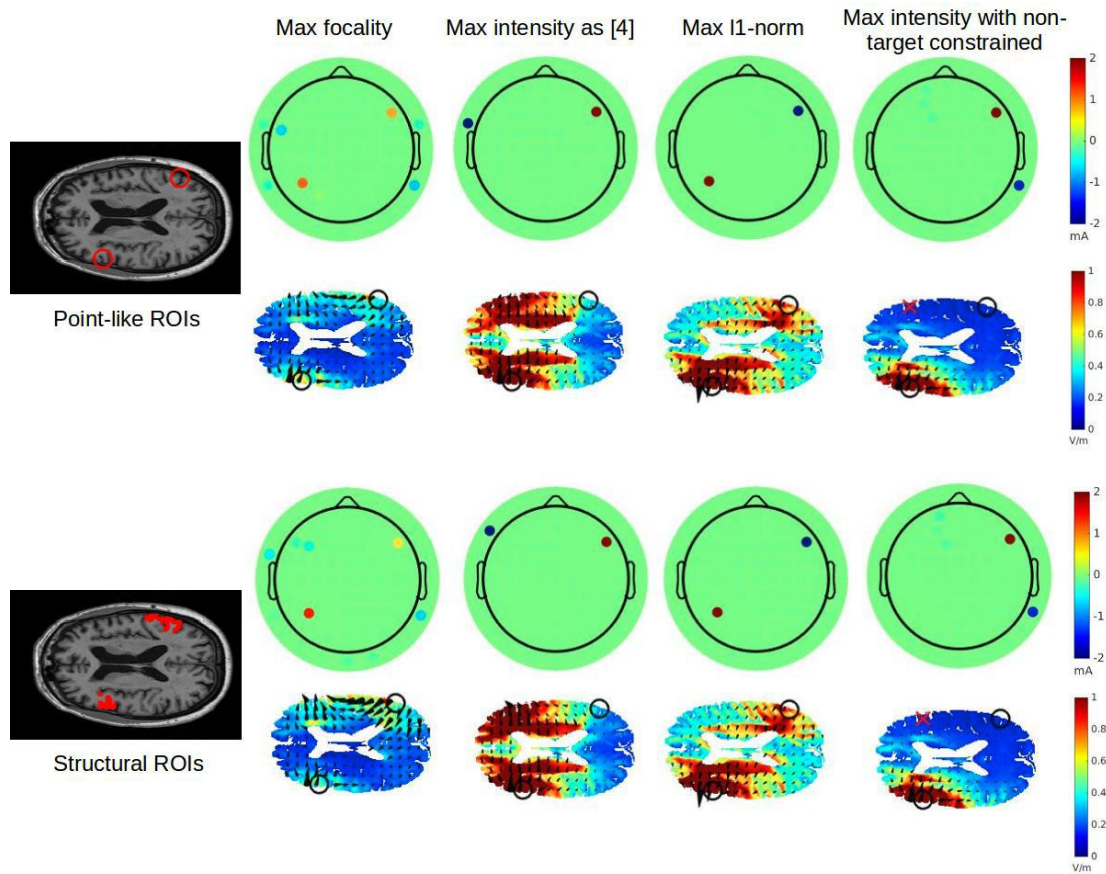 Max focality
Max intensity as [4]
Max l1-norm
Max intensity with non-
target constrained
2
1
0
-1
-2
mA
Point-like ROIs
1
0.8
0.6
0.4
0.2
0
V/m
2
1
0
-1
-2
mA
Structural ROIs
1
0.8
0.6
0.4
0.2
0
V/m